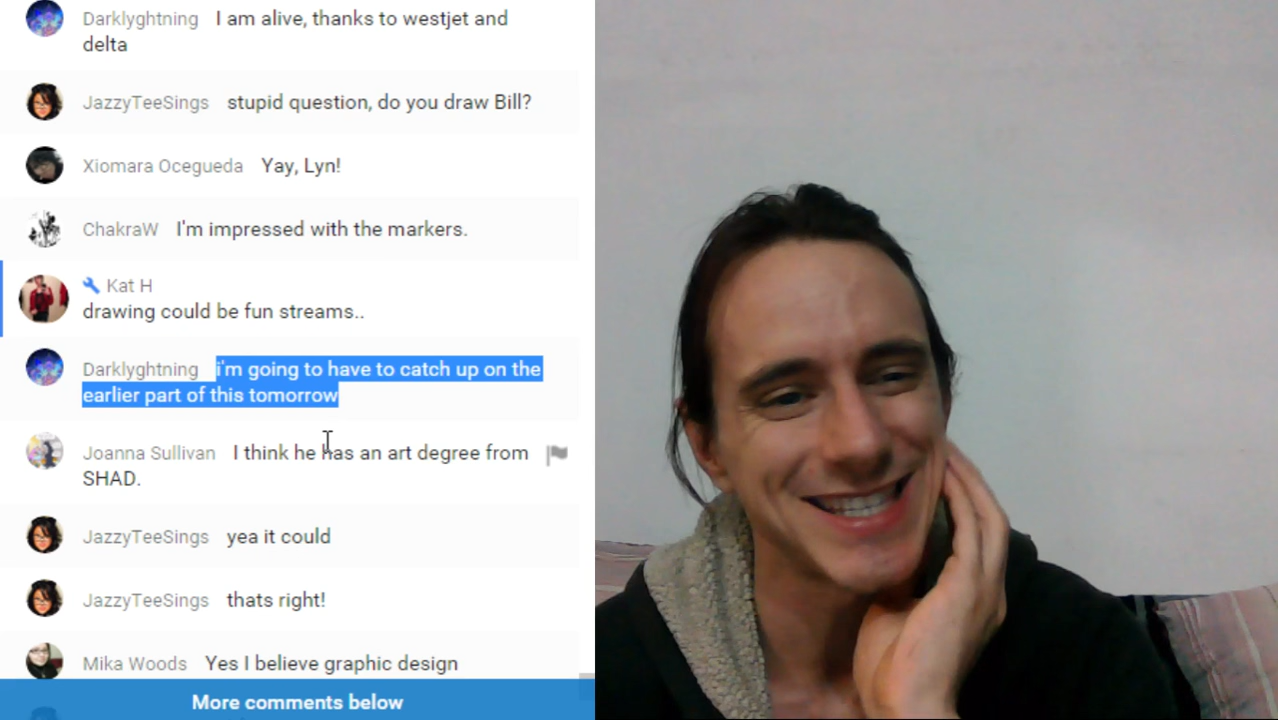 Darklyghtning I am alive, thanks to westjet and
delta
JazzyTeeSings stupid question, do you draw Bill?
Xiomara Ocegueda Yay, Lyn!
ChakraW I'm impressed with the markers.
Kat H
drawing could be fun streams..
Darklyghtning i'm going to have to catch up on the
earlier part of this tomorrow
Joanna Sullivan I think he has an art degree from
SHAD.
JazzyTeeSings yea it could
JazzyTeeSings thats right!
Mika Woods Yes I believe graphic design
More comments below